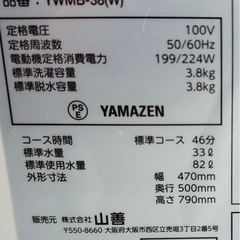 品番：YWMB-38(W)
定格電圧 100V
定格周波数 50/60Hz
電動機定格消費電力 199/224W
標準洗濯容量 3.8kg
標準脱水容量 3.8kg
YAMAZEN
コース時間 標準コース 46分
標準水量 33ℓ
標準使用水量 82ℓ
外形寸法 幅 470mm
奥行 500mm
高さ 790mm
販売元 株式会社 山善
〒550-8660 大阪府大阪市西区立売堀3丁目2番5号